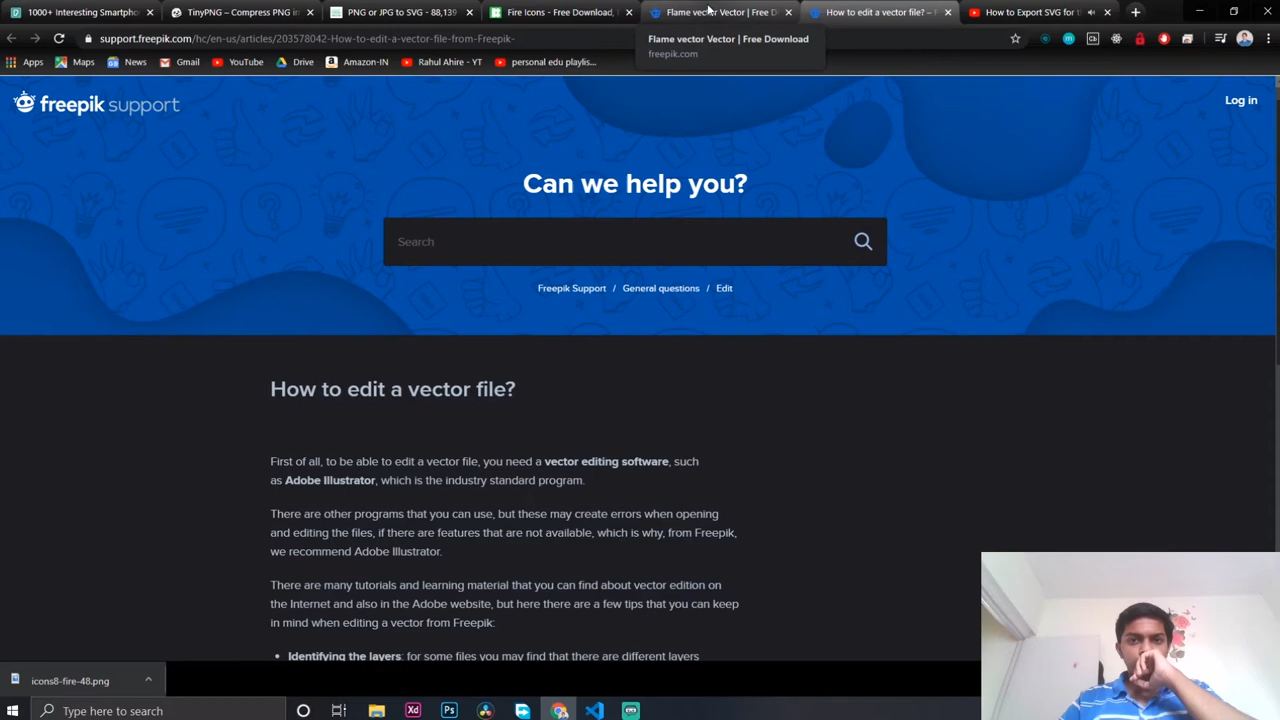 1000+ Interesting Smartpho
TinyPNG – Compress PNG in
PNG or JPG to SVG - 88,139
Fire Icons - Free Download,
Flame vector Vector | Free D
How to edit a vector file? –
How to Export SVG for t
support.freepik.com/hc/en-us/articles/203578042-How-to-edit-a-vector-file-from-Freepik-
Flame vector Vector | Free Download
freepik.com
Apps
Maps
News
Gmail
YouTube
Drive
Amazon-IN
Rahul Ahire - YT
personal edu playlis...
freepik support
Log in
Can we help you?
Search
Freepik Support / General questions / Edit
How to edit a vector file?
First of all, to be able to edit a vector file, you need a vector editing software, such
as Adobe Illustrator, which is the industry standard program.
There are other programs that you can use, but these may create errors when opening
and editing the files, if there are features that are not available, which is why, from Freepik,
we recommend Adobe Illustrator.
There are many tutorials and learning material that you can find about vector edition on
the Internet and also in the Adobe website, but here there are a few tips that you can keep
in mind when editing a vector from Freepik:
• Identifying the layers: for some files you may find that there are different layers
icons8-fire-48.png
Type here to search
Xd
Ps